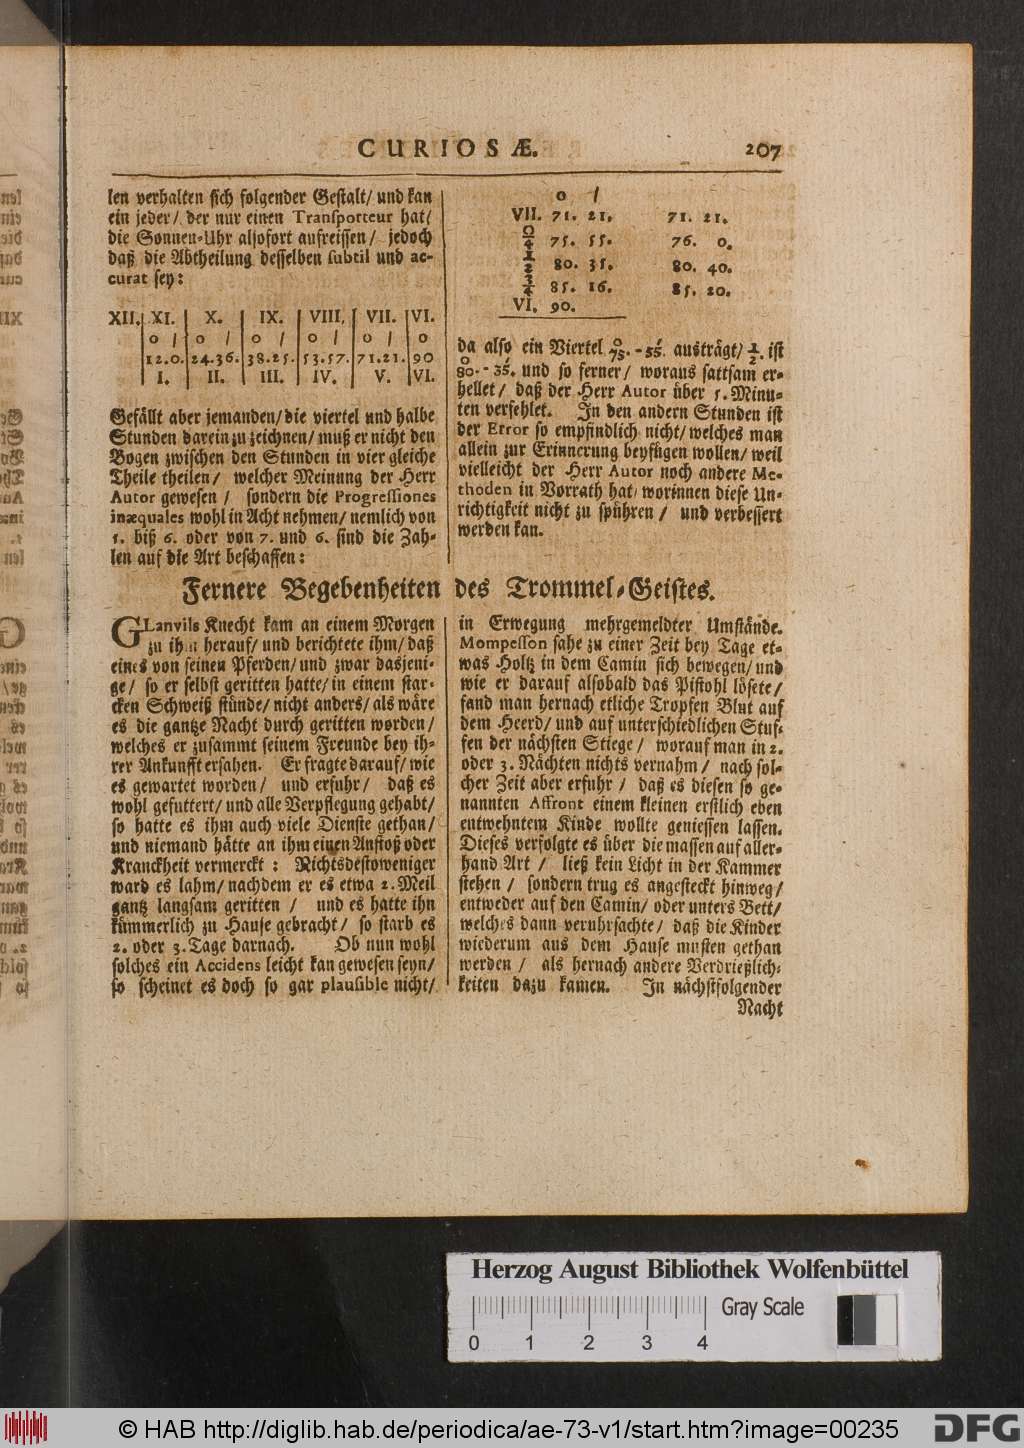 CURIOSÆ. 207
len verhalten sich folgender Gestalt/ und kan
ein jeder/ der nur einen Transporteur hat/
die Sonnen-Uhr alsofort aufreissen/ jedoch
daß die Abtheilung desselben subtil und ac-
curat sey:
XII. XI. X. IX. VIII. VII. VI.
0 / 0 / 0 / 0 / 0 / 0
12.0. 24.36. 38.25. 53.57. 71.21. 90
I. II. III. IV. V. VI.
Gefällt aber jemanden/ die viertel und halbe
Stunden darein zu zeichnen/ muß er nicht den
Bogen zwischen den Stunden in vier gleiche
Theile theilen/ welcher Meinung der Herr
Autor gewesen/ sondern die Progressiones
inæquales wohl in Acht nehmen/ nemlich von
5. biß 6. oder von 7. und 6. sind die Zah-
len auf die Art beschaffen:
0 /
VII. 71. 21. 71. 21.
0/4 75. 55. 76. 0.
1/2 80. 35. 80. 40.
3/4 85. 16. 85. 20.
VI. 90.
da also ein Viertel 75. - 55. austrägt/ 1/2. ist
80. - 35. und so ferner/ woraus sattsam er-
hellet/ daß der Herr Autor über 5. Minu-
ten verfehlet. In den andern Stunden ist
der Error so empfindlich nicht/ welches man
allein zur Erinnerung beyfügen wollen/ weil
vielleicht der Herr Autor noch andere Me-
thoden in Vorrath hat/ worinnen diese Un-
richtigkeit nicht zu spühren/ und verbessert
werden kan.
Fernere Begebenheiten des Trommel-Geistes.
GLanvils Knecht kam an einem Morgen
zu ihm herauf/ und berichtete ihm/ daß
eines von seinen Pferden/ und zwar dasjeni-
ge/ so er selbst geritten hatte/ in einem star-
cken Schweiß stünde/ nicht anders/ als wäre
es die gantze Nacht durch geritten worden/
welches er zusammt seinem Freunde bey ih-
rer Ankunfft ersahen. Er fragte darauf/ wie
es gewartet worden/ und erfuhr/ daß es
wohl gefuttert/ und alle Verpflegung gehabt/
so hatte es ihm auch viele Dienste gethan/
und niemand hätte an ihm einen Anstoß oder
Kranckheit vermerckt: Nichtsdestoweniger
ward es lahm/ nachdem er es etwa 2. Meil
gantz langsam geritten/ und es hatte ihn
kümmerlich zu Hause gebracht/ so starb es
2. oder 3. Tage darnach. Ob nun wohl
solches ein Accidens leicht kan gewesen seyn/
so scheinet es doch so gar plausible nicht/
in Erwegung mehrgemeldter Umstände.
Mompesson sahe zu einer Zeit bey Tage et-
was Holtz in dem Camin sich bewegen/ und
wie er darauf alsobald das Pistohl lösete/
fand man hernach etliche Tropfen Blut auf
dem Heerd/ und auf unterschiedlichen Stuf-
fen der nächsten Stiege/ worauf man in 2.
oder 3. Nächten nichts vernahm/ nach sol-
cher Zeit aber erfuhr/ daß es diesen so ge-
nannten Affront einem kleinen erstlich eben
entwehntem Kinde wollte geniessen lassen.
Dieses verfolgte es über die massen auf aller-
hand Art/ ließ kein Licht in der Kammer
stehen/ sondern trug es angesteckt hinweg/
entweder auf den Camin/ oder unters Bett/
welches dann veruhrsachte/ daß die Kinder
wiederum aus dem Hause musten gethan
werden/ als hernach andere Verdrießlich-
keiten dazu kamen. In nächstfolgender
Nacht
Herzog August Bibliothek Wolfenbüttel
Gray Scale
0 1 2 3 4
© HAB http://diglib.hab.de/periodica/ae-73-v1/start.htm?image=00235
DFG